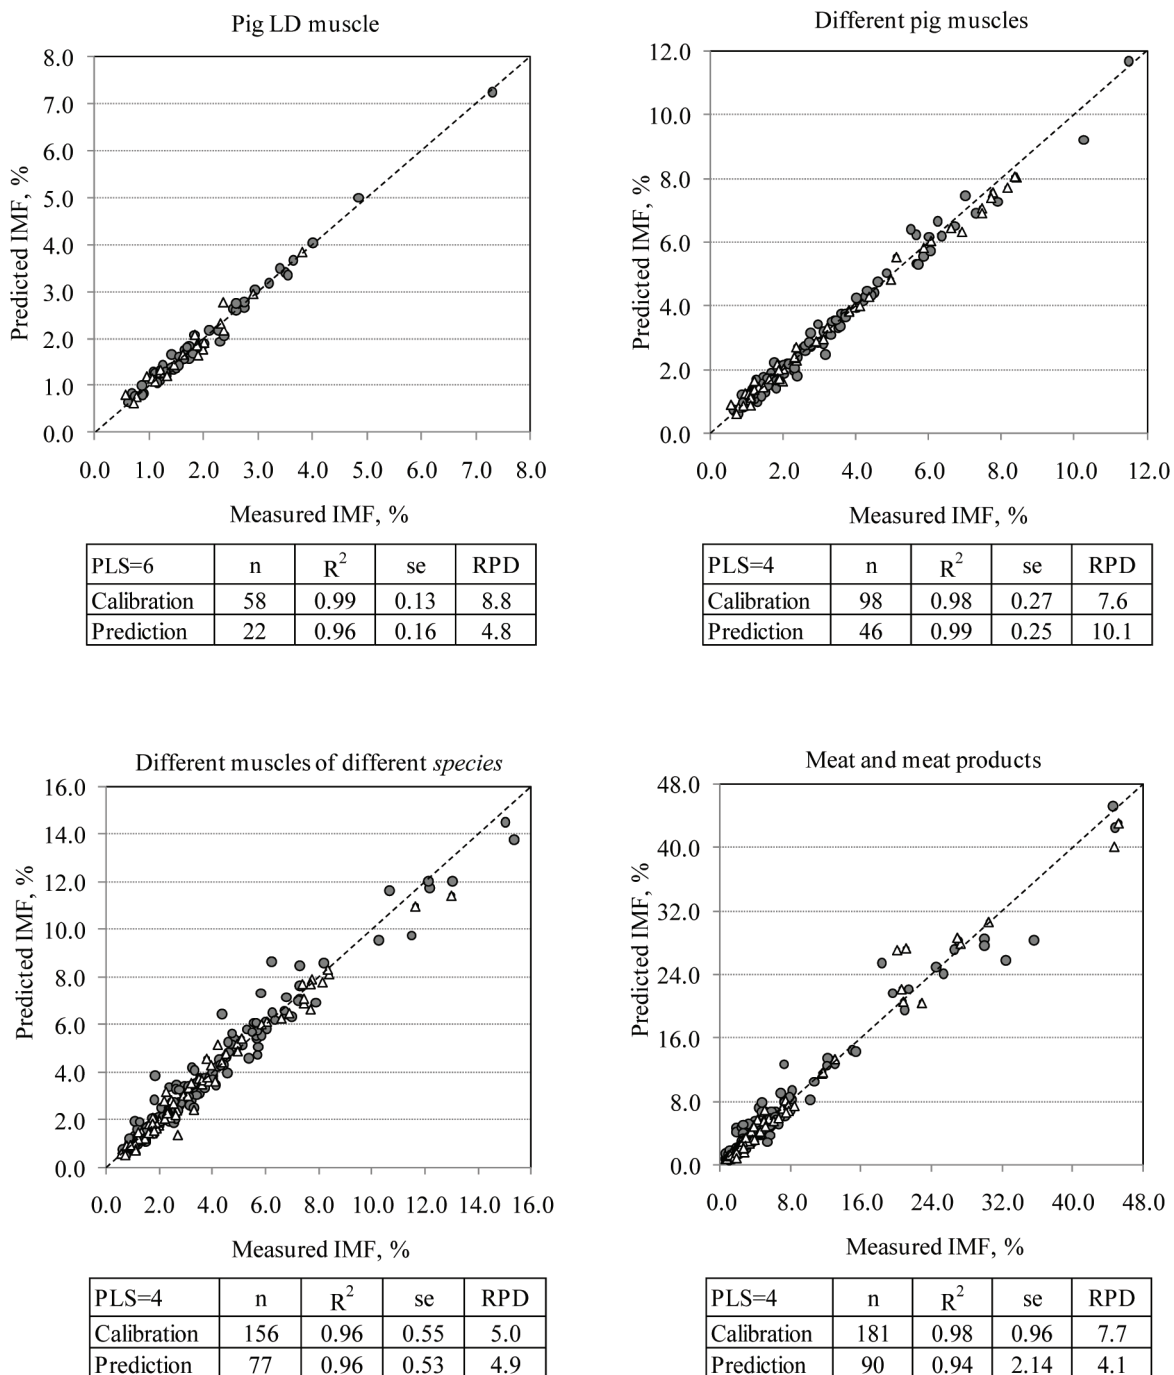 Pig LD muscle
8.0
7.0
6.0
5.0
4.0
3.0
2.0
1.0
0.0
Predicted IMF, %
0.0 1.0 2.0 3.0 4.0 5.0 6.0 7.0 8.0
Measured IMF, %
PLS=6 n R² se RPD
Calibration 58 0.99 0.13 8.8
Prediction 22 0.96 0.16 4.8
Different pig muscles
12.0
10.0
8.0
6.0
4.0
2.0
0.0
Predicted IMF, %
0.0 2.0 4.0 6.0 8.0 10.0 12.0
Measured IMF, %
PLS=4 n R² se RPD
Calibration 98 0.98 0.27 7.6
Prediction 46 0.99 0.25 10.1
Different muscles of different species
16.0
14.0
12.0
10.0
8.0
6.0
4.0
2.0
0.0
Predicted IMF, %
0.0 2.0 4.0 6.0 8.0 10.0 12.0 14.0 16.0
Measured IMF, %
PLS=4 n R² se RPD
Calibration 156 0.96 0.55 5.0
Prediction 77 0.96 0.53 4.9
Meat and meat products
48.0
40.0
32.0
24.0
16.0
8.0
0.0
Predicted IMF, %
0.0 8.0 16.0 24.0 32.0 40.0 48.0
Measured IMF, %
PLS=4 n R² se RPD
Calibration 181 0.98 0.96 7.7
Prediction 90 0.94 2.14 4.1